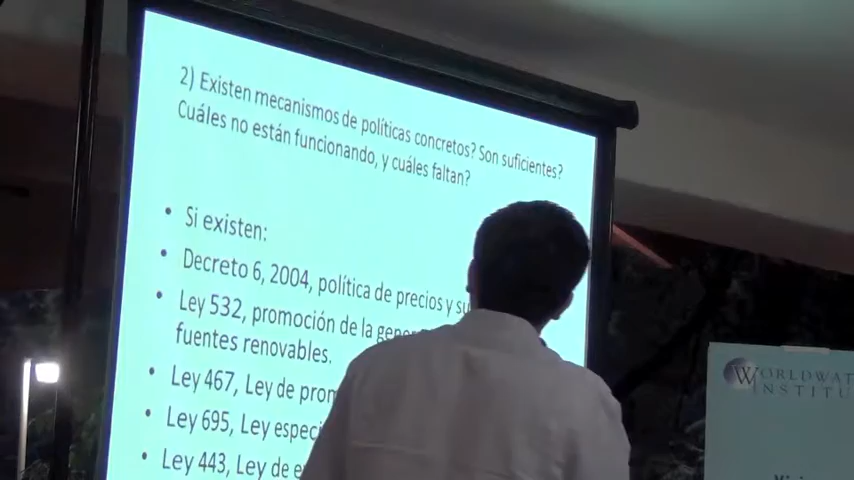 2) Existen mecanismos de políticas concretos? Son suficientes?
Cuáles no están funcionando, y cuáles faltan?
• Si existen:
• Decreto 6, 2004, política de precios y
• Ley 532, promoción de la
fuentes renovables.
• Ley 467, Ley de
• Ley 695, Ley
• Ley 443, Ley de
WORLDWAT
INSTITU